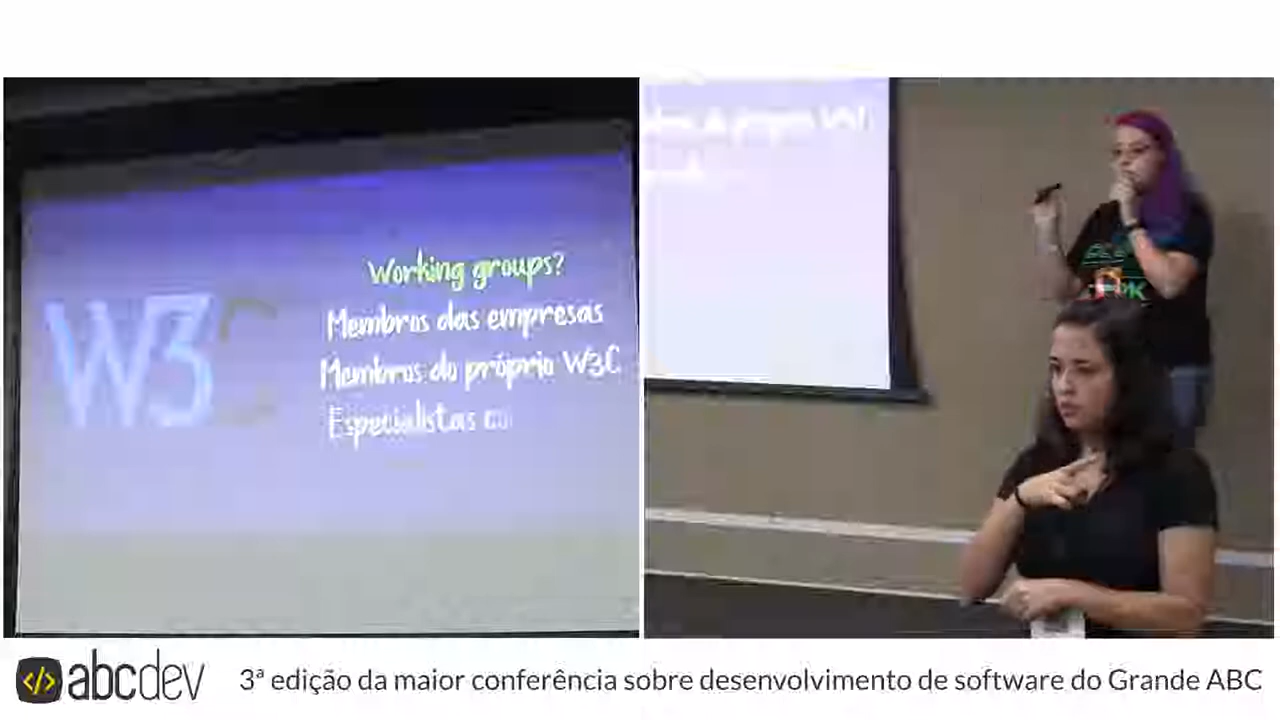 W3C
Working groups?
Membros das empresas
Membros do próprio W3C
Especialistas co
</> abcdev
3ª edição da maior conferência sobre desenvolvimento de software do Grande ABC